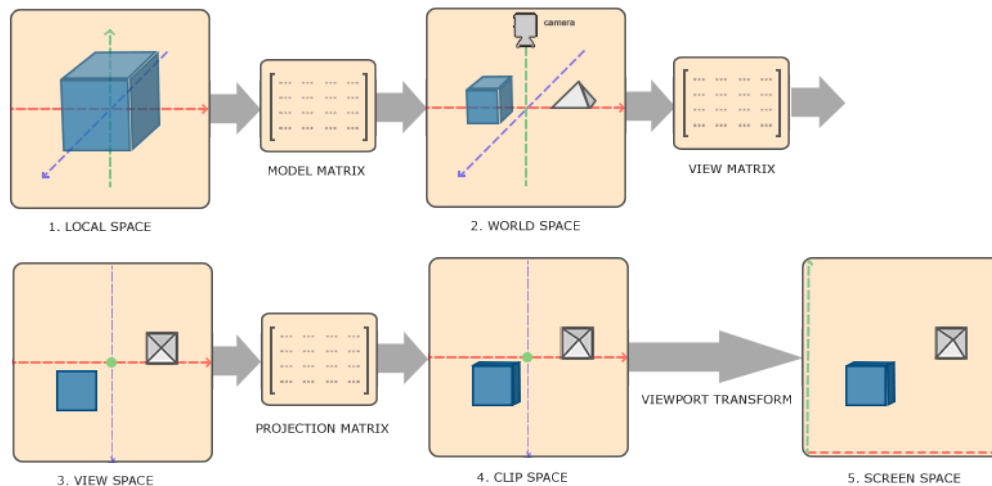 camera
MODEL MATRIX
VIEW MATRIX
1. LOCAL SPACE
2. WORLD SPACE
PROJECTION MATRIX
VIEWPORT TRANSFORM
3. VIEW SPACE
4. CLIP SPACE
5. SCREEN SPACE